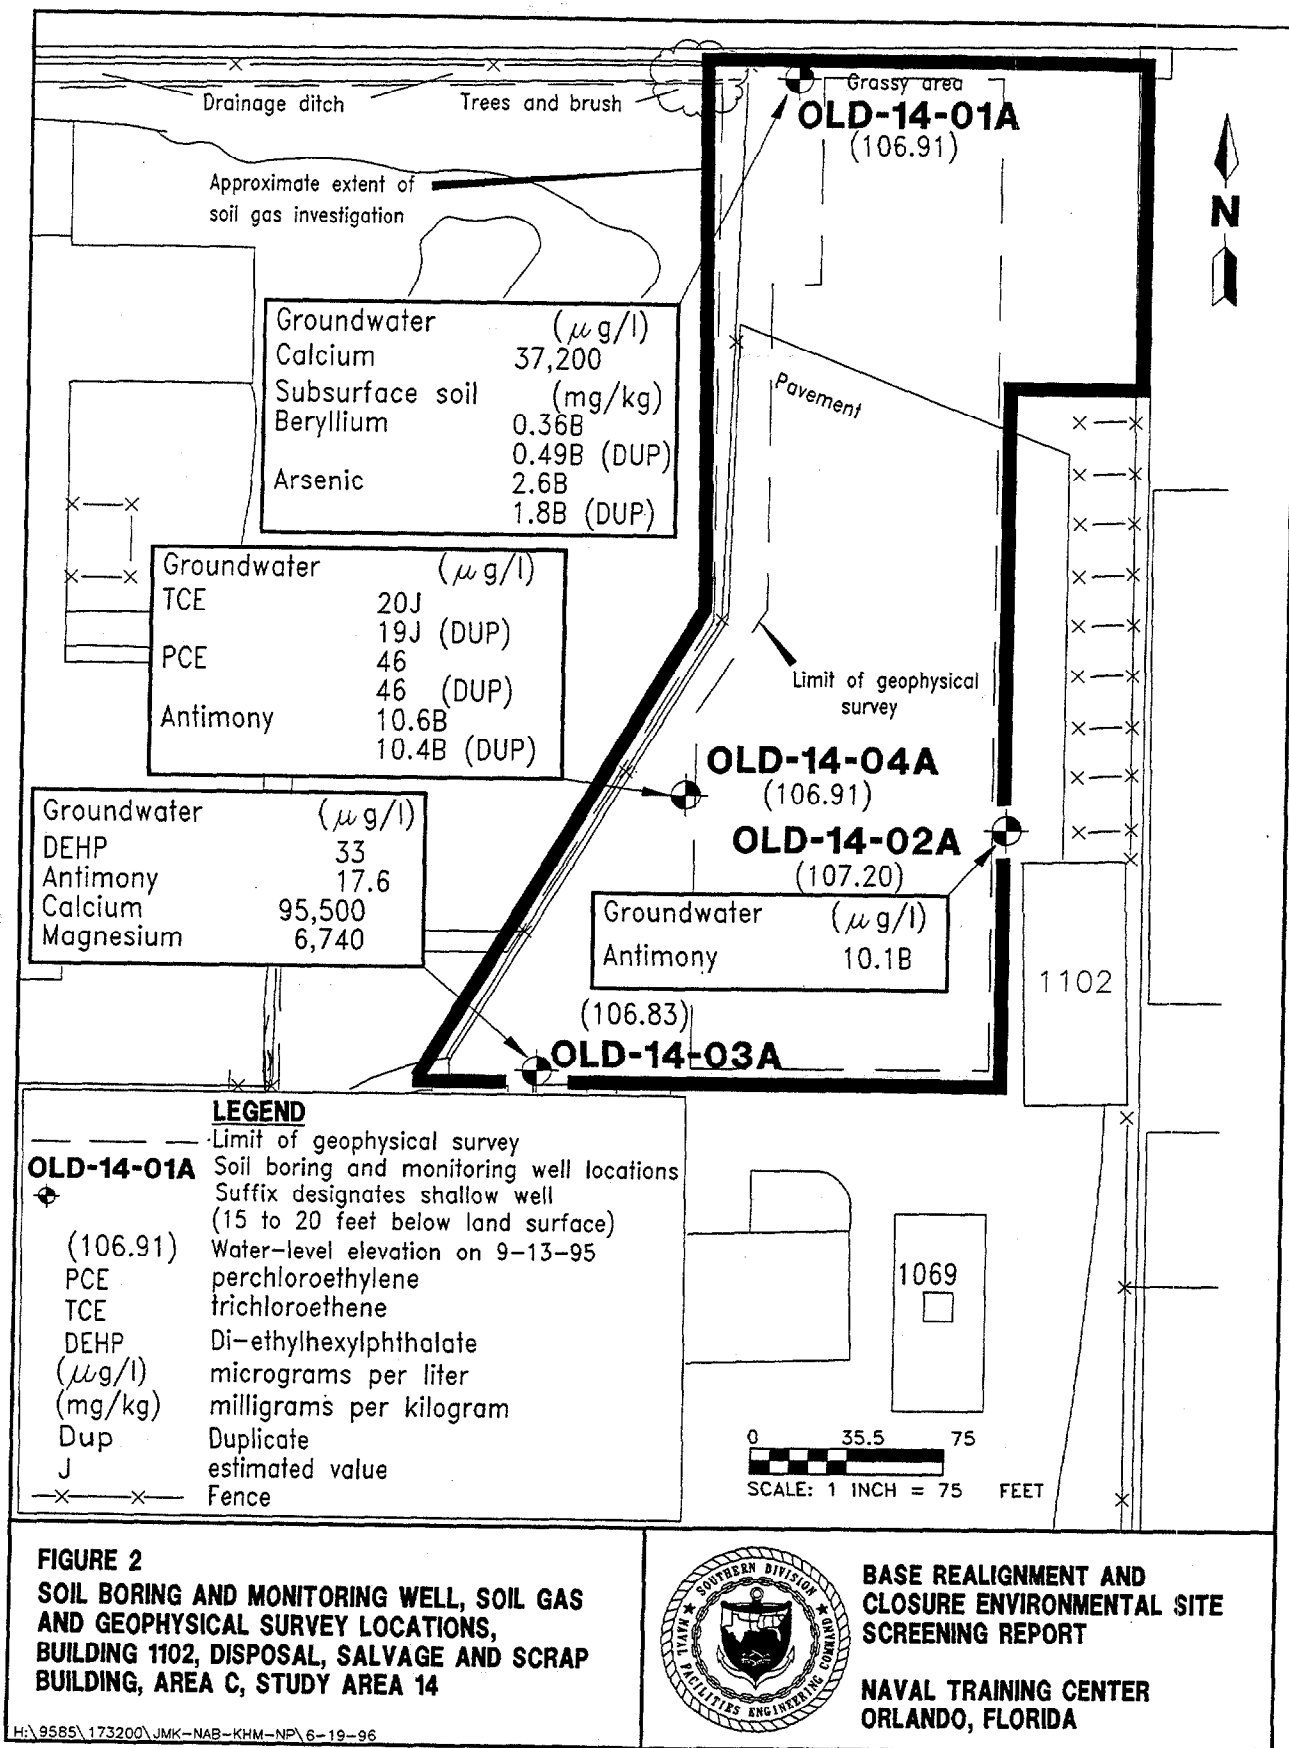 Drainage ditch
Trees and brush
Grassy area
OLD-14-01A
(106.91)
Approximate extent of
soil gas investigation
N
Groundwater (μg/l)
Calcium 37,200
Subsurface soil (mg/kg)
Beryllium 0.36B
0.49B (DUP)
Arsenic 2.6B
1.8B (DUP)
Pavement
Groundwater (μg/l)
TCE 20J
19J (DUP)
PCE 46
46 (DUP)
Antimony 10.6B
10.4B (DUP)
Limit of geophysical
survey
OLD-14-04A
(106.91)
OLD-14-02A
(107.20)
Groundwater (μg/l)
DEHP 33
Antimony 17.6
Calcium 95,500
Magnesium 6,740
Groundwater (μg/l)
Antimony 10.1B
1102
(106.83)
OLD-14-03A
LEGEND
Limit of geophysical survey
OLD-14-01A Soil boring and monitoring well locations
Suffix designates shallow well
(15 to 20 feet below land surface)
(106.91) Water-level elevation on 9-13-95
PCE perchloroethylene
TCE trichloroethene
DEHP Di-ethylhexylphthalate
(μg/l) micrograms per liter
(mg/kg) milligrams per kilogram
Dup Duplicate
J estimated value
Fence
1069
0 35.5 75
SCALE: 1 INCH = 75 FEET
FIGURE 2
SOIL BORING AND MONITORING WELL, SOIL GAS
AND GEOPHYSICAL SURVEY LOCATIONS,
BUILDING 1102, DISPOSAL, SALVAGE AND SCRAP
BUILDING, AREA C, STUDY AREA 14
H:\9585\173200\JMK-NAB-KHM-NP\6-19-96
SOUTHERN DIVISION
NAVAL FACILITIES ENGINEERING COMMAND
BASE REALIGNMENT AND
CLOSURE ENVIRONMENTAL SITE
SCREENING REPORT
NAVAL TRAINING CENTER
ORLANDO, FLORIDA